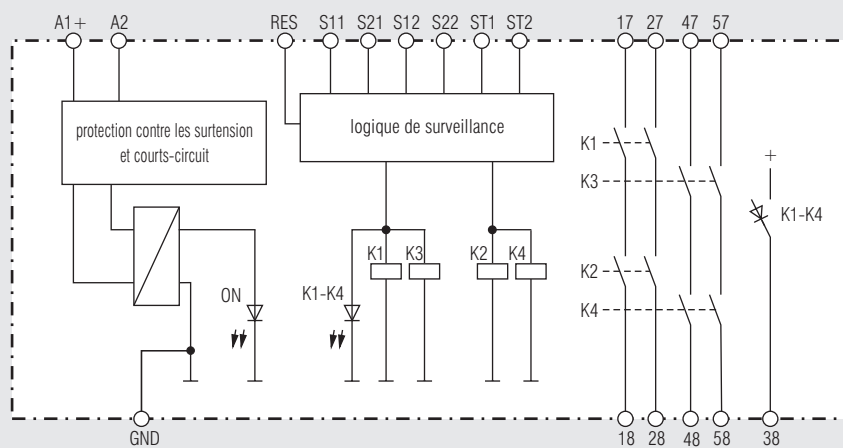 A1+ A2 RES S11 S21 S12 S22 ST1 ST2 17 27 47 57
protection contre les surtension
et courts-circuit
logique de surveillance
K1
K3
+
K1-K4
K1 K3 K2 K4
K2
ON K1-K4
K4
GND 18 28 48 58 38